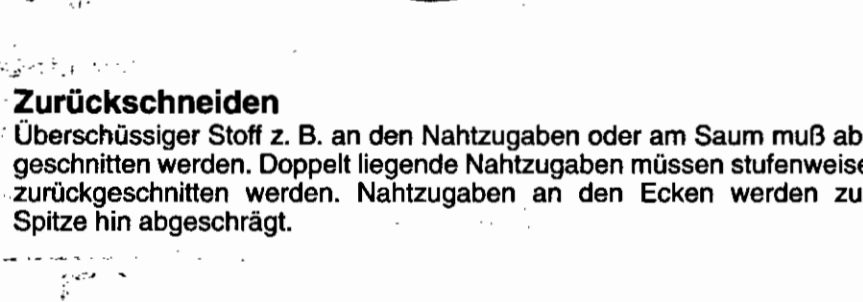 Zurückschneiden
Überschüssiger Stoff z. B. an den Nahtzugaben oder am Saum muß ab
geschnitten werden. Doppelt liegende Nahtzugaben müssen stufenweise
zurückgeschnitten werden. Nahtzugaben an den Ecken werden zu
Spitze hin abgeschrägt.